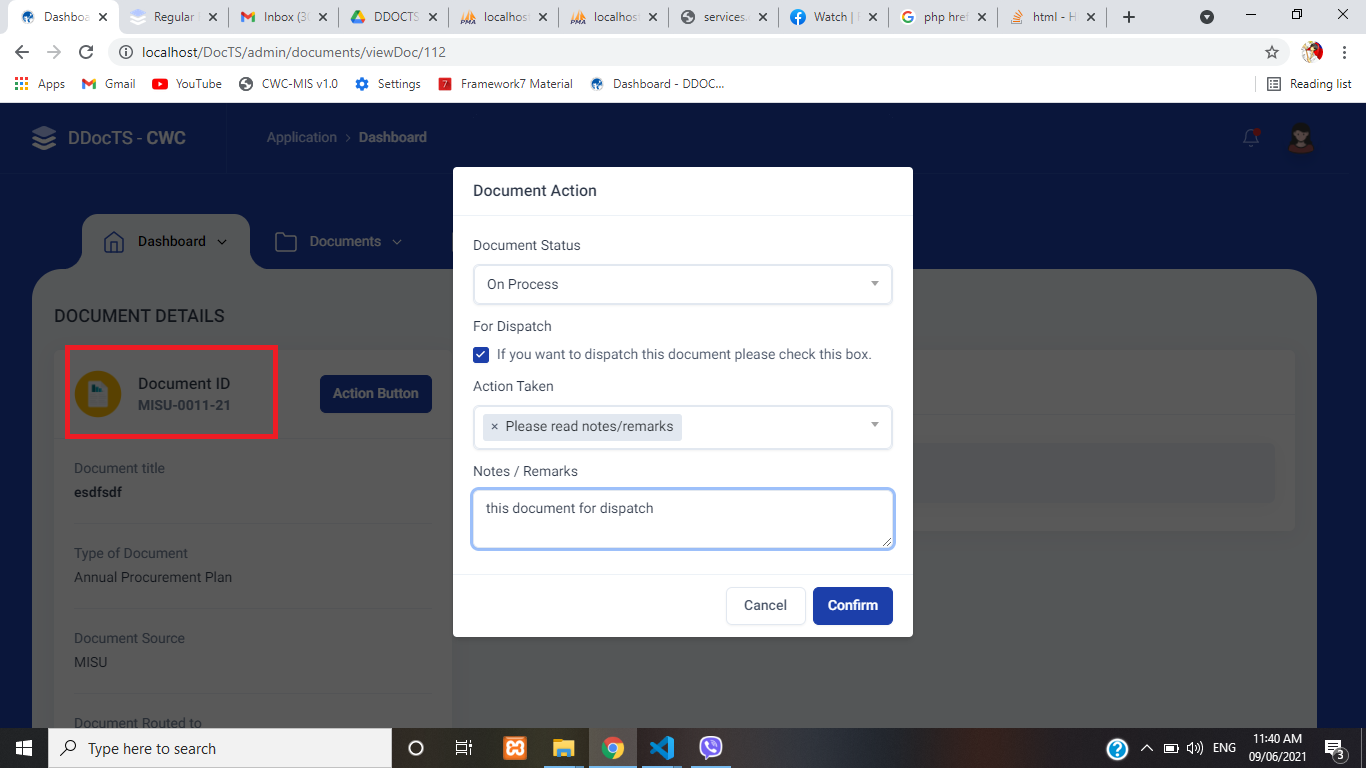 Dashboa
Regular
Inbox (30
DDOCTS
localhost
localhost
services.
Watch |
php href
html - H
localhost/DocTS/admin/documents/viewDoc/112
Apps
Gmail
YouTube
CWC-MIS v1.0
Settings
7
Framework7 Material
Dashboard - DDOC...
Reading list
DDocTS - CWC
Application > Dashboard
Dashboard
Documents
DOCUMENT DETAILS
Document ID
MISU-0011-21
Action Button
Document title
esdfsdf
Type of Document
Annual Procurement Plan
Document Source
MISU
Document Routed to
Document Action
Document Status
On Process
For Dispatch
If you want to dispatch this document please check this box.
Action Taken
× Please read notes/remarks
Notes / Remarks
this document for dispatch
Cancel
Confirm
Type here to search
ENG
11:40 AM
09/06/2021
3